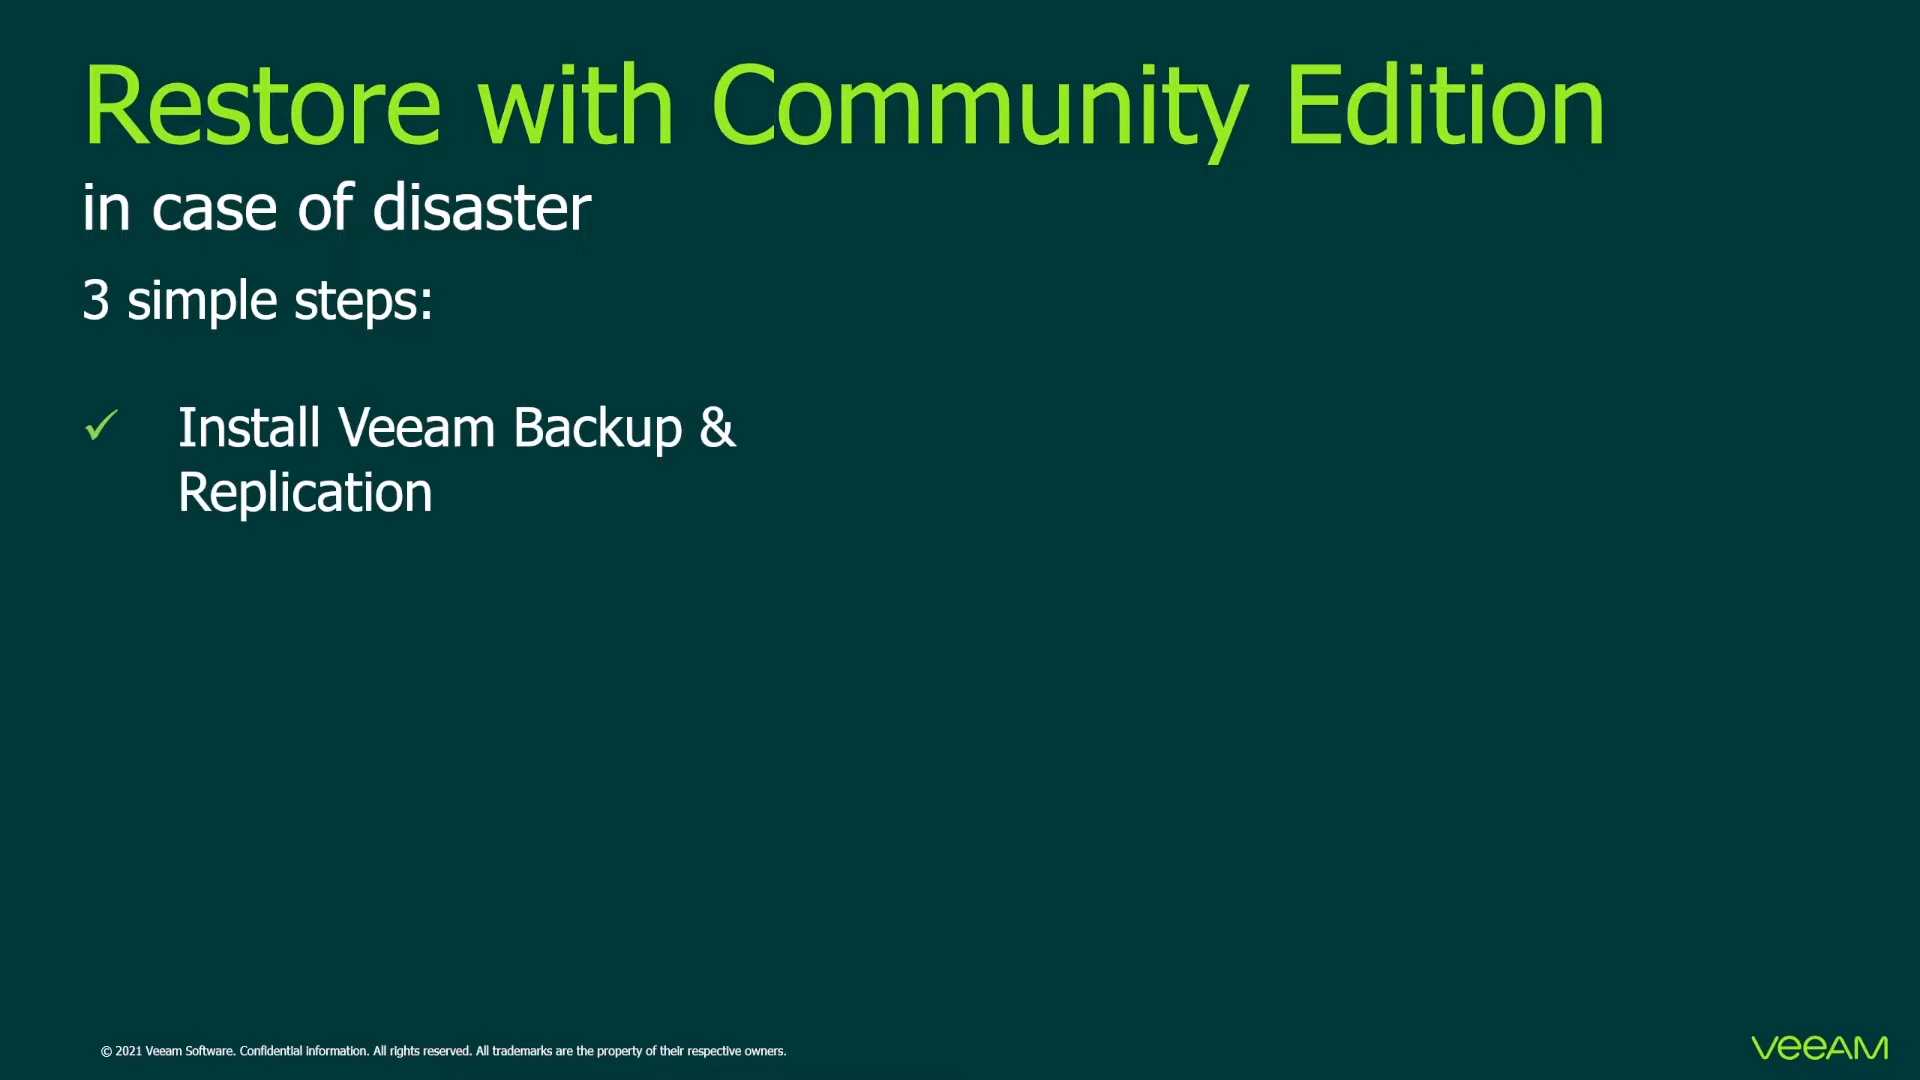 Restore with Community Edition
in case of disaster
3 simple steps:
✓ Install Veeam Backup &
Replication
© 2021 Veeam Software. Confidential information. All rights reserved. All trademarks are the property of their respective owners.
veeAM